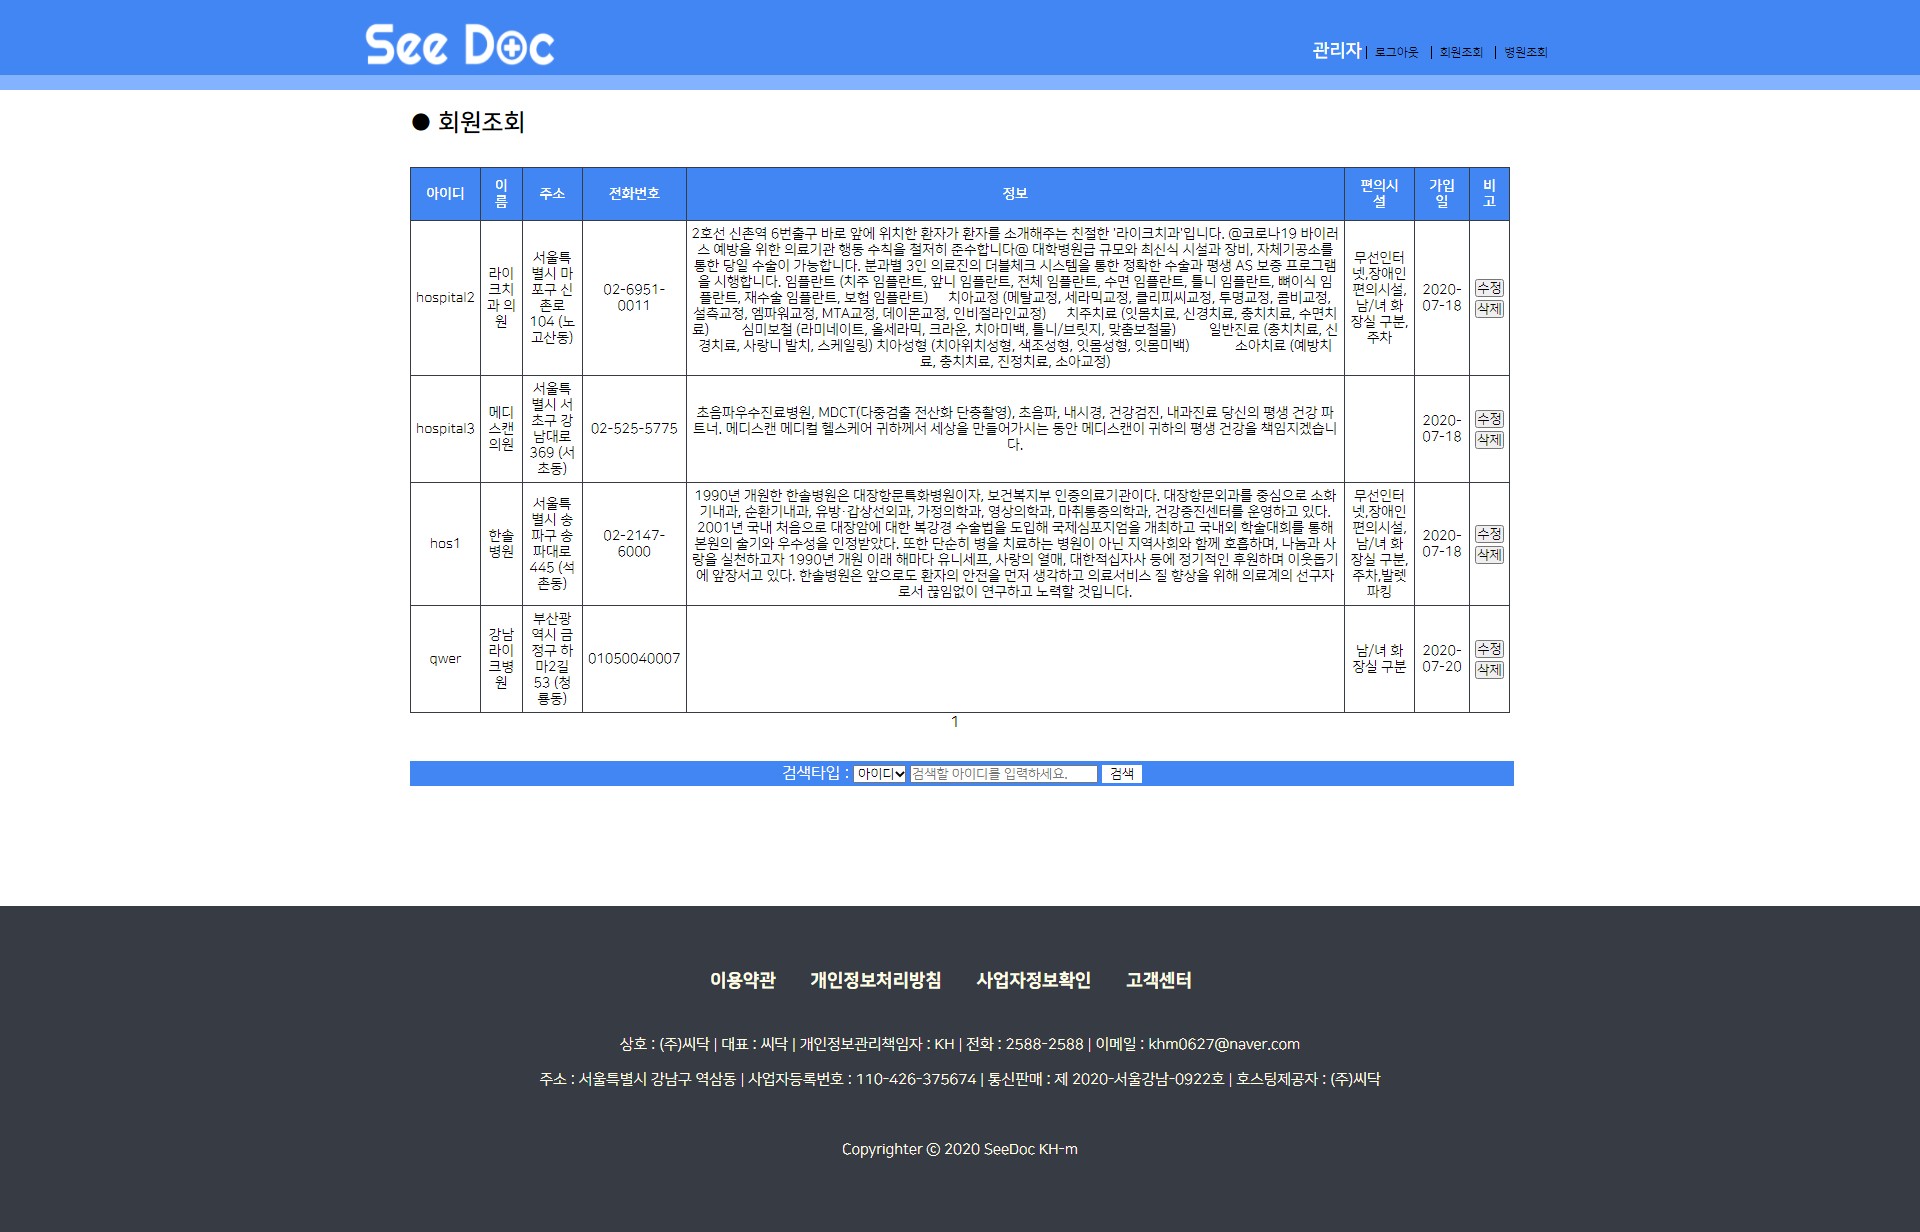 See Doc
관리자 | 로그아웃 | 회원조회 | 병원조회
● 회원조회
아이디
이
름
주소
전화번호
정보
편의시
설
가입
일
비
고
hospital2
라이
크치
과 의
원
서울특
별시 마
포구 신
촌로
104 (노
고산동)
02-6951-
0011
2호선 신촌역 6번출구 바로 앞에 위치한 환자가 환자를 소개해주는 친절한 '라이크치과'입니다. @코로나19 바이러
스 예방을 위한 의료기관 행동 수칙을 철저히 준수합니다@ 대학병원급 규모와 최신식 시설과 장비, 자체기공소를
통한 당일 수술이 가능합니다. 분과별 3인 의료진의 더블체크 시스템을 통한 정확한 수술과 평생 AS 보증 프로그램
을 시행합니다. 임플란트 (치주 임플란트, 앞니 임플란트, 전체 임플란트, 수면 임플란트, 틀니 임플란트, 뼈이식 임
플란트, 재수술 임플란트, 보험 임플란트) 치아교정 (메탈교정, 세라믹교정, 클리피씨교정, 투명교정, 콤비교정,
설측교정, 엠파워교정, MTA교정, 데이몬교정, 인비절라인교정) 치주치료 (잇몸치료, 신경치료, 충치치료, 수면치
료) 심미보철 (라미네이트, 올세라믹, 크라운, 치아미백, 틀니/브릿지, 맞춤보철물) 일반진료 (충치치료, 신
경치료, 사랑니 발치, 스케일링) 치아성형 (치아위치성형, 색조성형, 잇몸성형, 잇몸미백) 소아치료 (예방치
료, 충치치료, 진정치료, 소아교정)
무선인터
넷,장애인
편의시설,
남/녀 화
장실 구분,
주차
2020-
07-18
수정
삭제
hospital3
메디
스캔
의원
서울특
별시 서
초구 강
남대로
369 (서
초동)
02-525-5775
초음파우수진료병원, MDCT(다중검출 전산화 단층촬영), 초음파, 내시경, 건강검진, 내과진료 당신의 평생 건강 파
트너. 메디스캔 메디컬 헬스케어 귀하께서 세상을 만들어가시는 동안 메디스캔이 귀하의 평생 건강을 책임지겠습니
다.
2020-
07-18
수정
삭제
hos1
한솔
병원
서울특
별시 송
파구 송
파대로
445 (석
촌동)
02-2147-
6000
1990년 개원한 한솔병원은 대장항문특화병원이자, 보건복지부 인증의료기관이다. 대장항문외과를 중심으로 소화
기내과, 순환기내과, 유방·갑상선외과, 가정의학과, 영상의학과, 마취통증의학과, 건강증진센터를 운영하고 있다.
2001년 국내 처음으로 대장암에 대한 복강경 수술법을 도입해 국제심포지엄을 개최하고 국내외 학술대회를 통해
본원의 술기와 우수성을 인정받았다. 또한 단순히 병을 치료하는 병원이 아닌 지역사회와 함께 호흡하며, 나눔과 사
랑을 실천하고자 1990년 개원 이래 해마다 유니세프, 사랑의 열매, 대한적십자사 등에 정기적인 후원하며 이웃돕기
에 앞장서고 있다. 한솔병원은 앞으로도 환자의 안전을 먼저 생각하고 의료서비스 질 향상을 위해 의료계의 선구자
로서 끊임없이 연구하고 노력할 것입니다.
무선인터
넷,장애인
편의시설,
남/녀 화
장실 구분,
주차,발렛
파킹
2020-
07-18
수정
삭제
qwer
강남
라이
크병
원
부산광
역시 금
정구 하
마2길
53 (청
룡동)
01050040007
남/녀 화
장실 구분
2020-
07-20
수정
삭제
1
검색타입 : 아이디 검색할 아이디를 입력하세요. 검색
이용약관 개인정보처리방침 사업자정보확인 고객센터
상호 : (주)씨닥 | 대표 : 씨닥 | 개인정보관리책임자 : KH | 전화 : 2588-2588 | 이메일 : khm0627@naver.com
주소 : 서울특별시 강남구 역삼동 | 사업자등록번호 : 110-426-375674 | 통신판매 : 제 2020-서울강남-0922호 | 호스팅제공자 : (주)씨닥
Copyrighter ⓒ 2020 SeeDoc KH-m